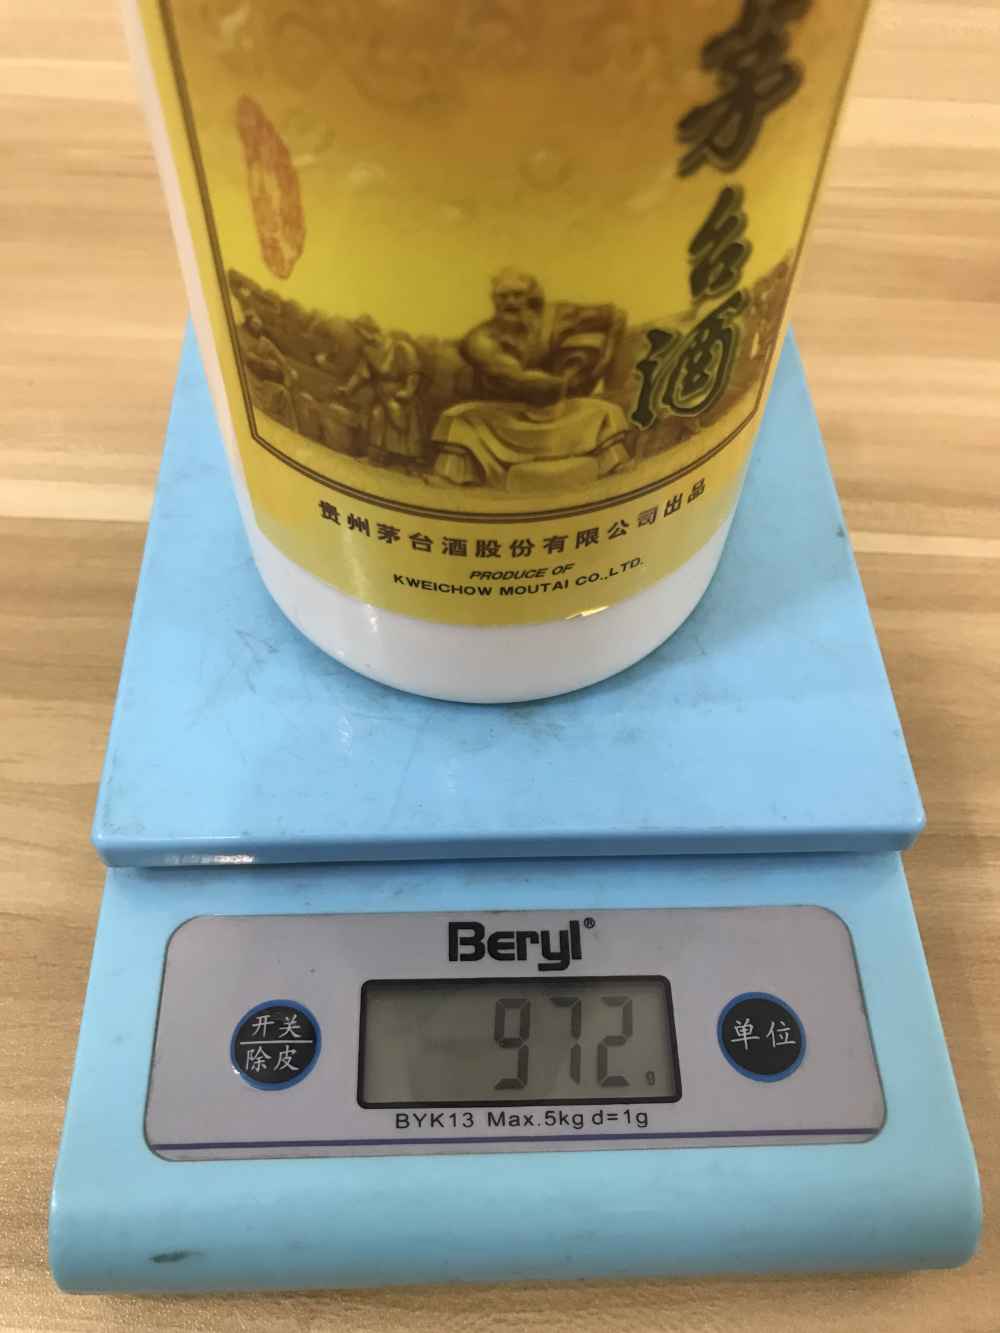 茅台酒
贵州茅台酒股份有限公司出品
PRODUCE OF
KWEICHOW MOUTAI CO.,LTD.
Beryl®
开关
除皮
972g
单位
BYK13 Max.5kg d=1g